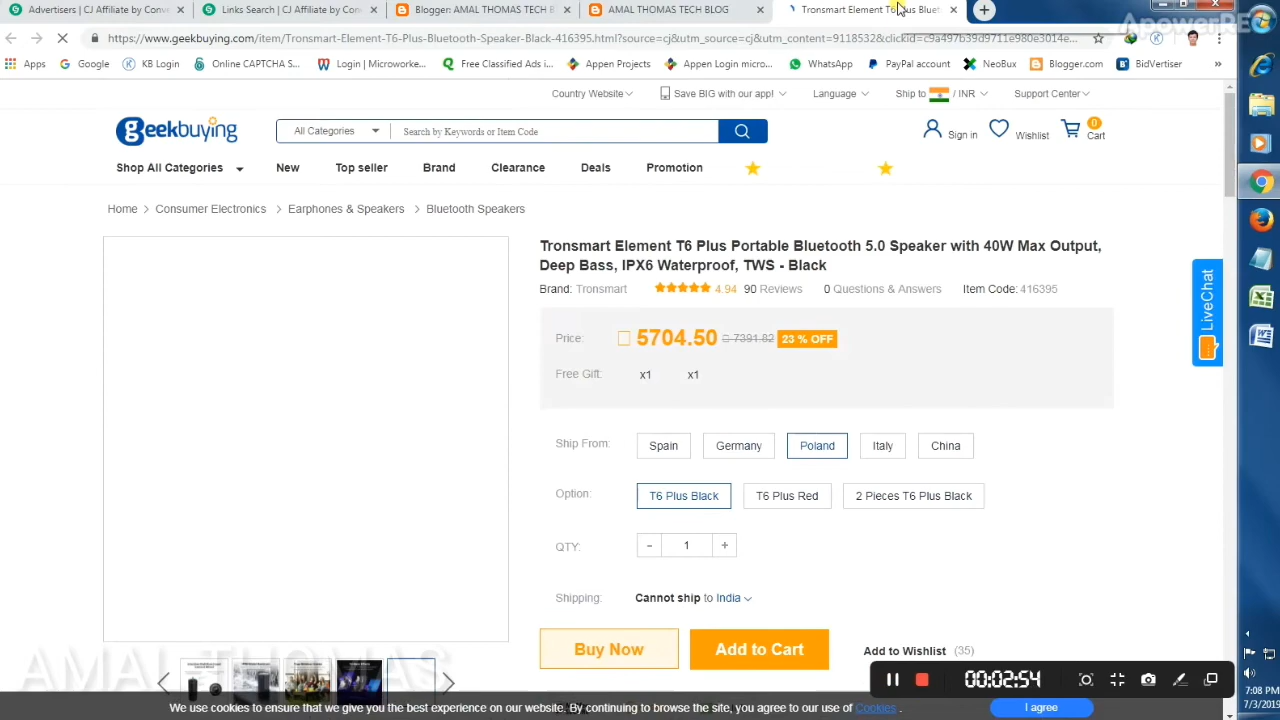 Advertisers | CJ Affiliate by Conv
Links Search | CJ Affiliate by Con
Blogger: AMAL THOMAS TECH B
AMAL THOMAS TECH BLOG
Tronsmart Element T6 Plus Bluet
ApowerREC
https://www.geekbuying.com/item/Tronsmart-Element-T6-Pl
k-416395.html?source=cj&utm_source=cj&utm_content=9118532&clickid=c9a497b39d9711e980e3014e...
Apps
Google
KB Login
Online CAPTCHA S...
Login | Microworke...
Free Classified Ads i...
Appen Projects
Appen Login micro...
WhatsApp
PayPal account
NeoBux
Blogger.com
BidVertiser
»
Country Website
Save BIG with our app!
Language
Ship to / INR
Support Center
geekbuying
All Categories
Search by Keywords or Item Code
Sign in
Wishlist
0
Cart
Shop All Categories
New
Top seller
Brand
Clearance
Deals
Promotion
Home > Consumer Electronics > Earphones & Speakers > Bluetooth Speakers
Tronsmart Element T6 Plus Portable Bluetooth 5.0 Speaker with 40W Max Output,
Deep Bass, IPX6 Waterproof, TWS - Black
Brand: Tronsmart
4.94 90 Reviews
0 Questions & Answers
Item Code: 416395
LiveChat
Price: 5704.50 7391.82 23 % OFF
Free Gift: x1 x1
Ship From: Spain Germany Poland Italy China
Option: T6 Plus Black T6 Plus Red 2 Pieces T6 Plus Black
QTY: - 1 +
Shipping: Cannot ship to India
Buy Now
Add to Cart
Add to Wishlist (35)
AMAL THOMAS
00:02:54
We use cookies to ensure that we give you the best experience on our website. By continuing to browse the site, you agree to our use of Cookies .
I agree
7:08 PM
7/3/2019